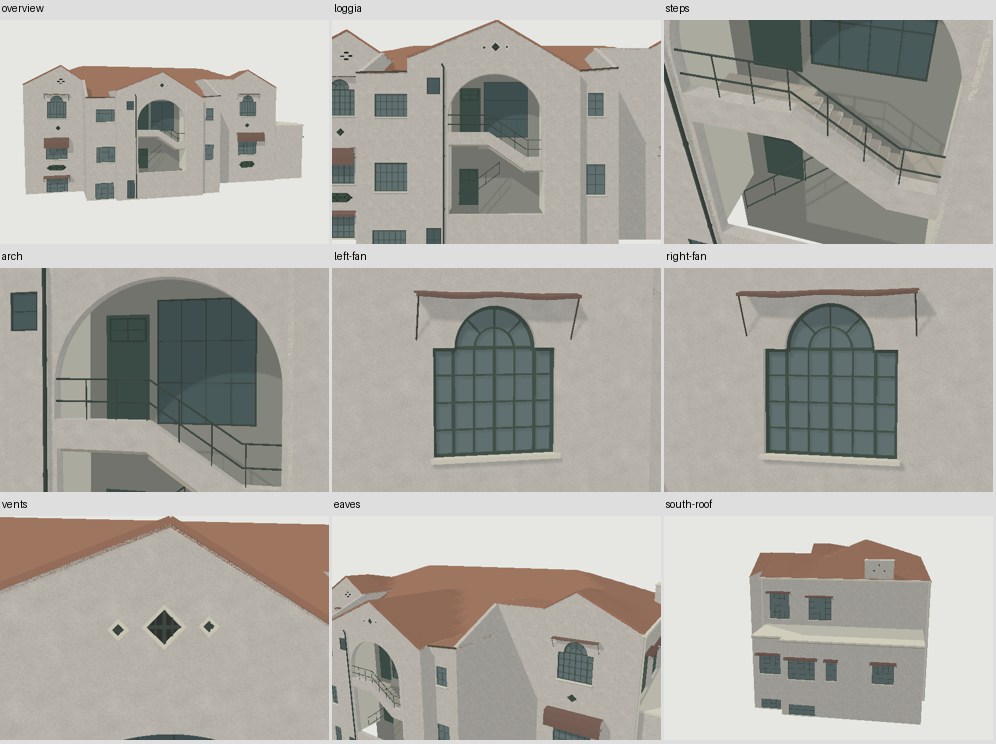 overview
loggia
steps
arch
left-fan
right-fan
vents
eaves
south-roof